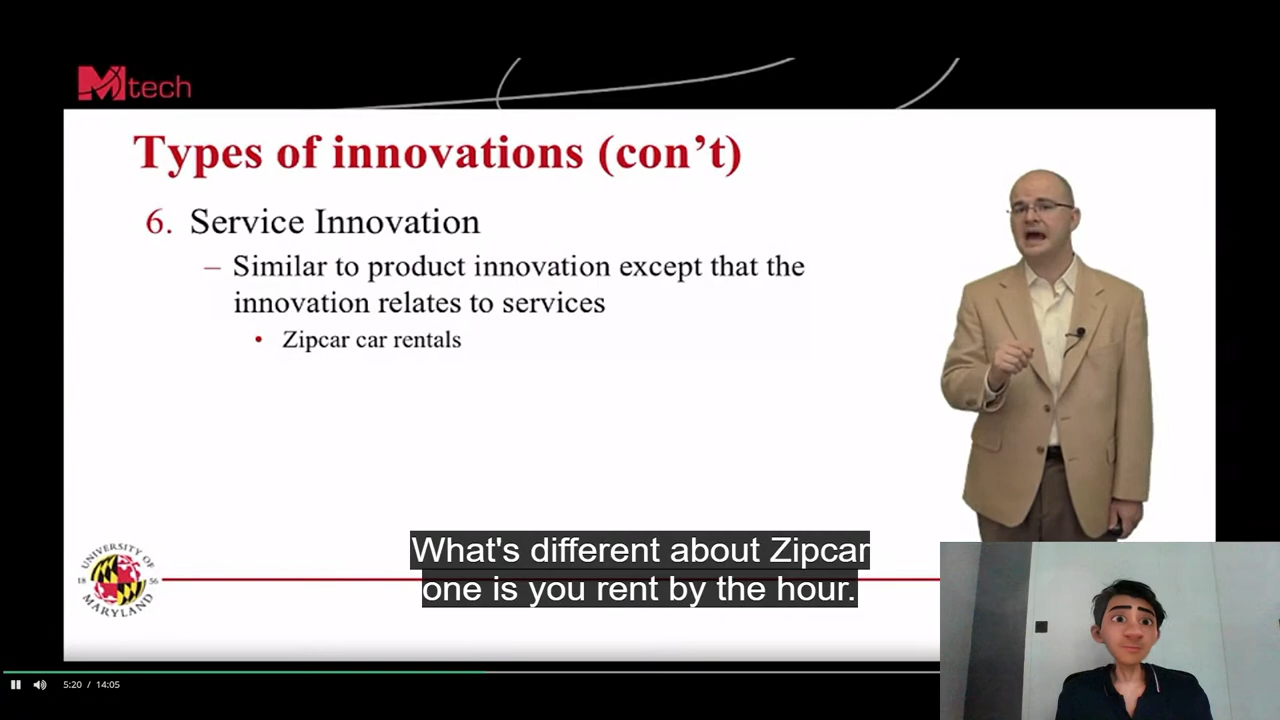 Mtech
Types of innovations (con’t)
6. Service Innovation
– Similar to product innovation except that the
innovation relates to services
• Zipcar car rentals
UNIVERSITY OF
18 56
MARYLAND
What's different about Zipcar
one is you rent by the hour.
5:20 / 14:05